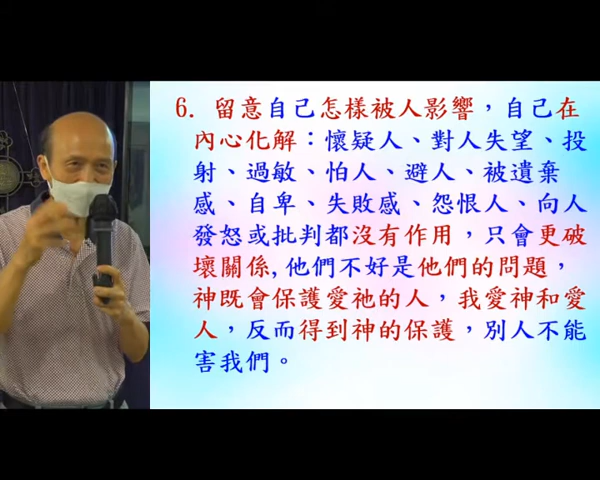 6. 留意自己怎樣被人影響，自己在
內心化解：懷疑人、對人失望、投
射、過敏、怕人、避人、被遺棄
感、自卑、失敗感、怨恨人、向人
發怒或批判都沒有作用，只會更破
壞關係,他們不好是他們的問題，
神既會保護愛祂的人，我愛神和愛
人，反而得到神的保護，別人不能
害我們。